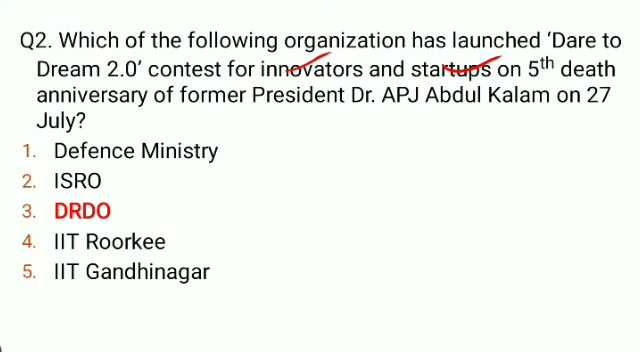 Q2. Which of the following organization has launched ‘Dare to
Dream 2.0’ contest for innovators and startups on 5th death
anniversary of former President Dr. APJ Abdul Kalam on 27
July?
1. Defence Ministry
2. ISRO
3. DRDO
4. IIT Roorkee
5. IIT Gandhinagar